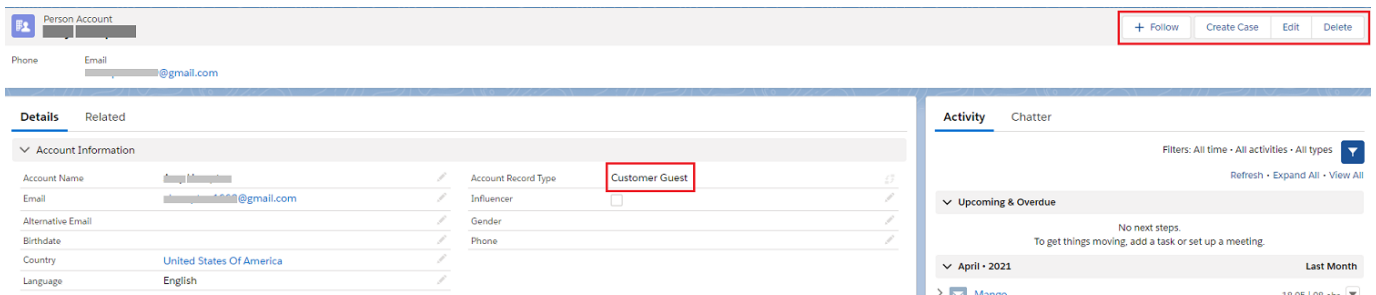 Person Account
+ Follow Create Case Edit Delete
Phone Email
@gmail.com
Details Related
Account Information
Account Name
Account Record Type Customer Guest
Email @gmail.com
Influencer
Alternative Email
Gender
Birthdate
Phone
Country United States Of America
Language English
Activity Chatter
Filters: All time • All activities • All types
Refresh • Expand All • View All
Upcoming & Overdue
No next steps.
To get things moving, add a task or set up a meeting.
April • 2021 Last Month
Mango